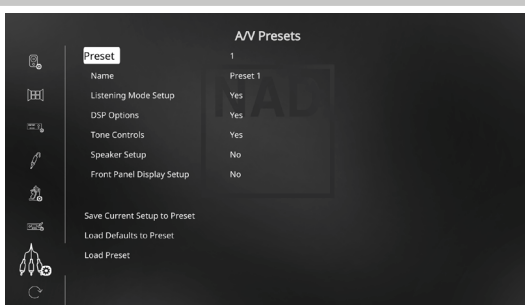 A/V Presets
Preset 1
Name Preset 1
Listening Mode Setup Yes
DSP Options Yes
Tone Controls Yes
Speaker Setup No
Front Panel Display Setup No
Save Current Setup to Preset
Load Defaults to Preset
Load Preset
NAD